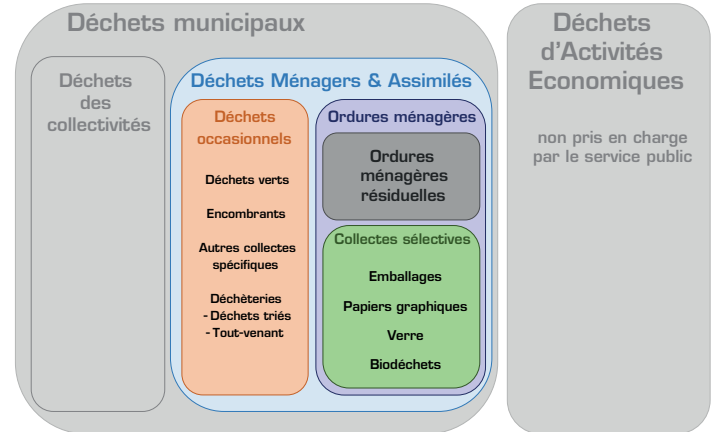 Déchets municipaux
Déchets
des
collectivités
Déchets Ménagers & Assimilés
Déchets
occasionnels
Déchets verts
Encombrants
Autres collectes
spécifiques
Déchèteries
- Déchets triés
- Tout-venant
Ordures ménagères
Ordures
ménagères
résiduelles
Collectes sélectives
Emballages
Papiers graphiques
Verre
Biodéchets
Déchets
d'Activités
Economiques
non pris en charge
par le service public